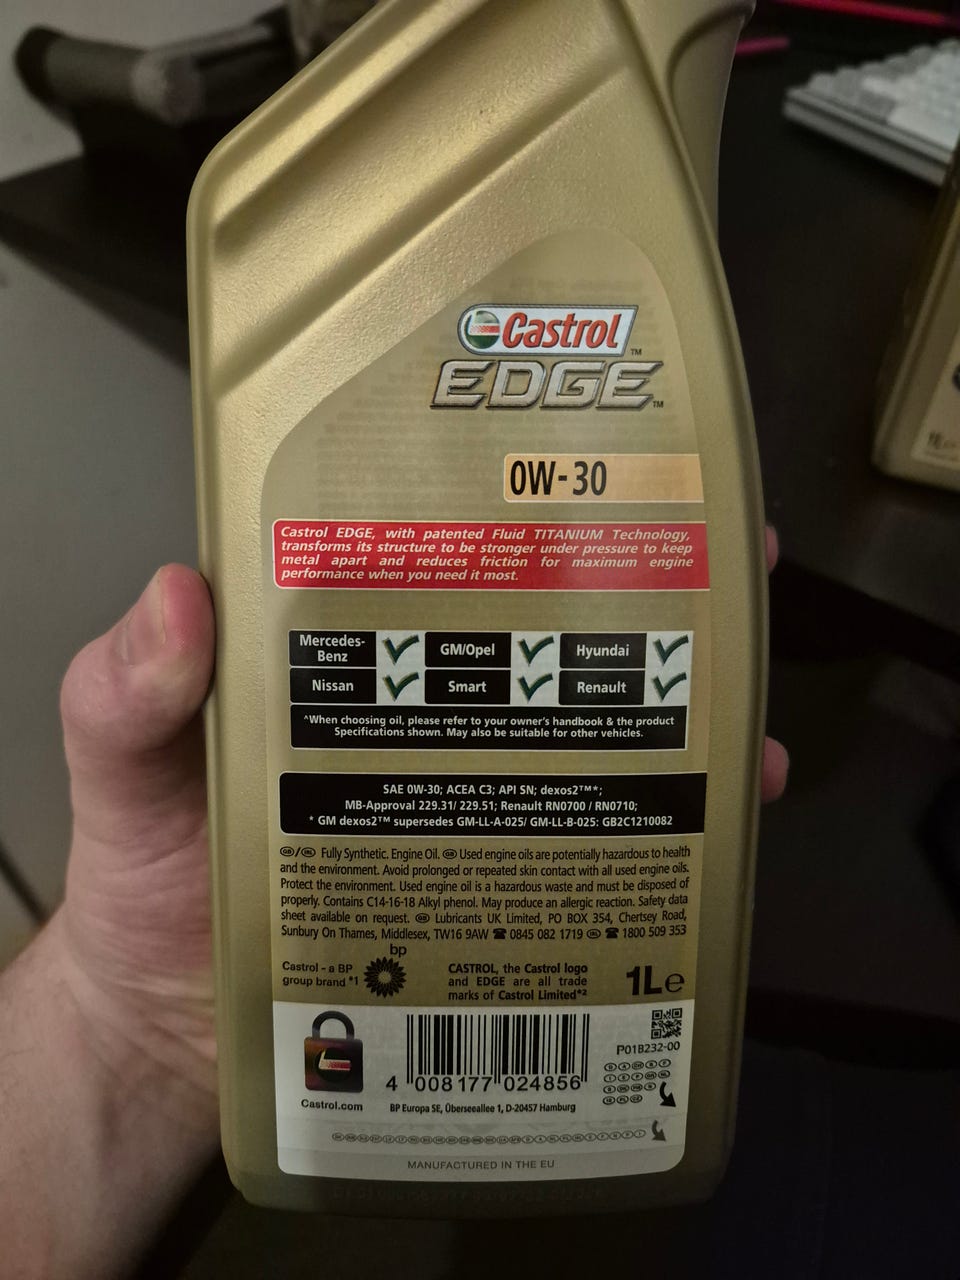 Castrol
EDGE™
0W-30
Castrol EDGE, with patented Fluid TITANIUM Technology,
transforms its structure to be stronger under pressure to keep
metal apart and reduces friction for maximum engine
performance when you need it most.
Mercedes-
Benz
GM/Opel
Hyundai
Nissan
Smart
Renault
^When choosing oil, please refer to your owner's handbook & the product
Specifications shown. May also be suitable for other vehicles.
SAE 0W-30; ACEA C3; API SN; dexos2™*;
MB-Approval 229.31/ 229.51; Renault RN0700 / RN0710;
* GM dexos2™ supersedes GM-LL-A-025/ GM-LL-B-025: GB2C1210082
GB/IRL Fully Synthetic. Engine Oil. GB Used engine oils are potentially hazardous to health
and the environment. Avoid prolonged or repeated skin contact with all used engine oils.
Protect the environment. Used engine oil is a hazardous waste and must be disposed of
properly. Contains C14-16-18 Alkyl phenol. May produce an allergic reaction. Safety data
sheet available on request. GB Lubricants UK Limited, PO BOX 354, Chertsey Road,
Sunbury On Thames, Middlesex, TW16 9AW ☎ 0845 082 1719 IRL ☎ 1800 509 353
bp
Castrol - a BP
group brand *1
CASTROL, the Castrol logo
and EDGE are all trade
marks of Castrol Limited*2
1L e
P01B232-00
4 008177 024856
Castrol.com
BP Europa SE, Überseeallee 1, D-20457 Hamburg
MANUFACTURED IN THE EU